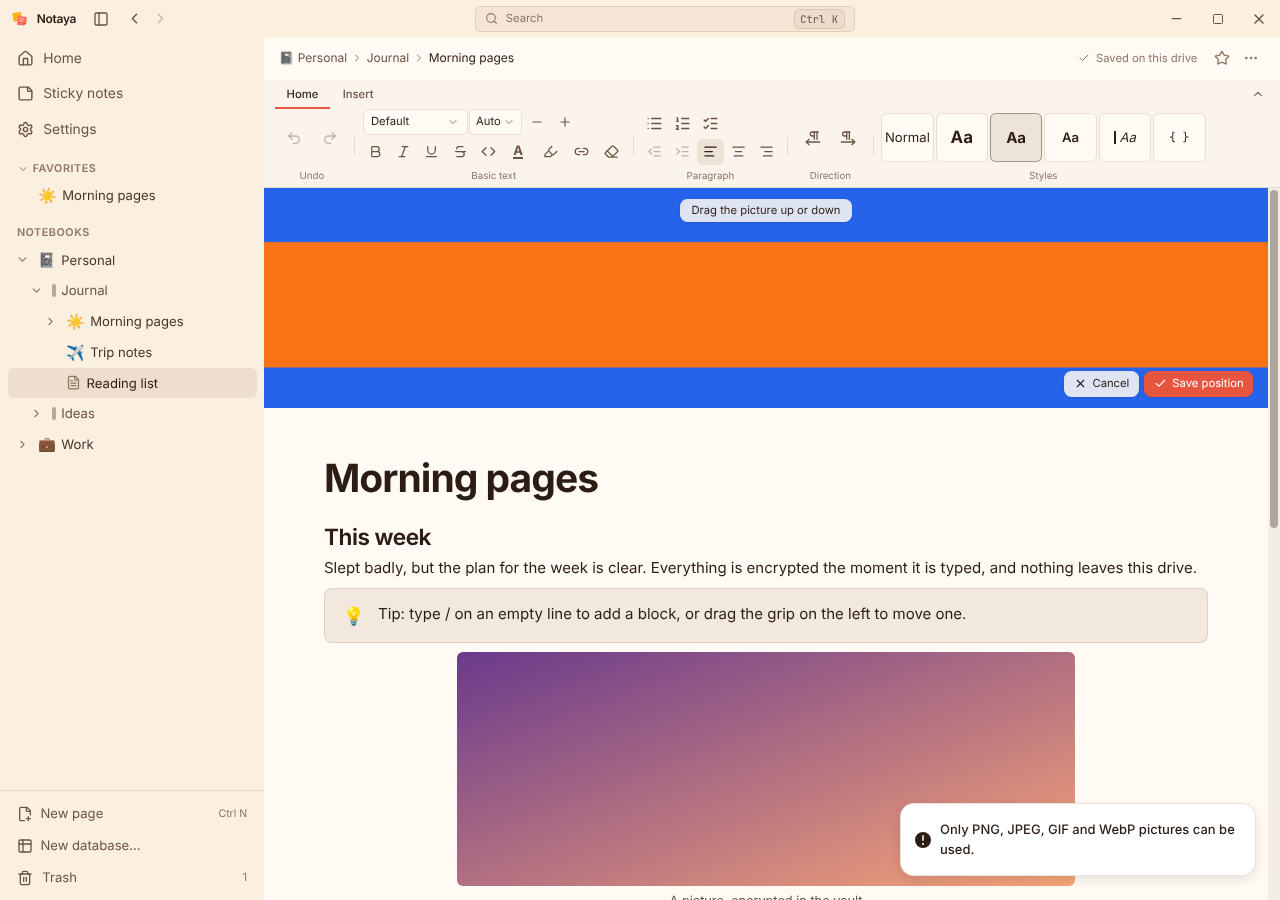 Notaya
Search
Ctrl K
Home
Sticky notes
Settings
FAVORITES
Morning pages
NOTEBOOKS
Personal
Journal
Morning pages
Trip notes
Reading list
Ideas
Work
New page
Ctrl N
New database...
Trash
1
Personal
Journal
Morning pages
Saved on this drive
Home
Insert
Undo
Default
Auto
Basic text
Paragraph
Direction
Normal
Aa
Aa
Aa
Aa
{ }
Styles
Drag the picture up or down
Cancel
Save position
Morning pages
This week
Slept badly, but the plan for the week is clear. Everything is encrypted the moment it is typed, and nothing leaves this drive.
Tip: type / on an empty line to add a block, or drag the grip on the left to move one.
A picture, encrypted in the vault
Only PNG, JPEG, GIF and WebP pictures can be
used.